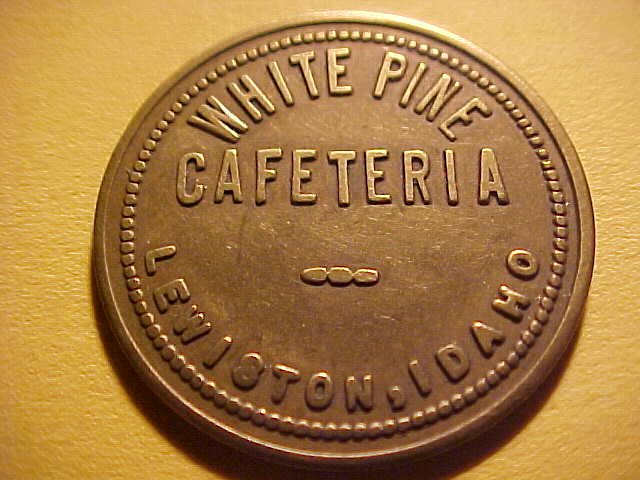 WHITE PINE
CAFETERIA
LEWISTON, IDAHO